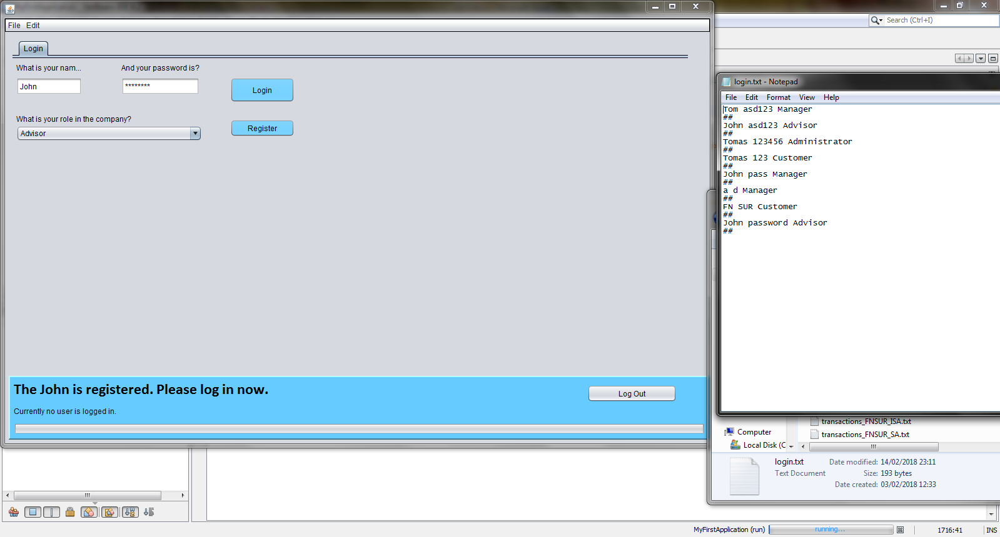 File Edit
Login
What is your nam... And your password is?
John ******** Login
What is your role in the company?
Advisor Register
The John is registered. Please log in now.
Log Out
Currently no user is logged in.
Search (Ctrl+I)
login.txt - Notepad
File Edit Format View Help
Tom asd123 Manager
##
John asd123 Advisor
##
Tomas 123456 Administrator
##
Tomas 123 Customer
##
John pass Manager
##
a d Manager
##
FN SUR Customer
##
John password Advisor
##
transactions_FNSUR_ISA.txt
Computer transactions_FNSUR_SA.txt
Local Disk (C
login.txt Date modified: 14/02/2018 23:11
Text Document Size: 193 bytes
Date created: 03/02/2018 12:33
MyFirstApplication (run) running... 1716:41 INS